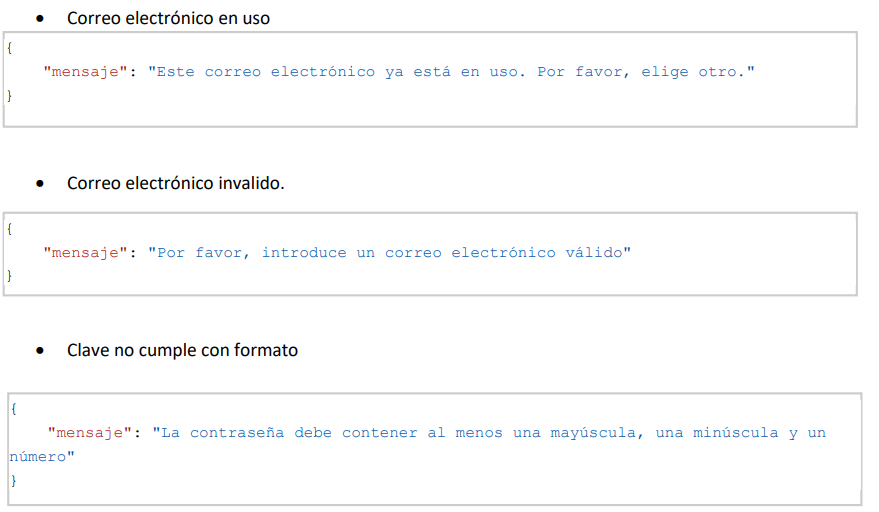 • Correo electrónico en uso
{
"mensaje": "Este correo electrónico ya está en uso. Por favor, elige otro."
}
• Correo electrónico invalido.
{
"mensaje": "Por favor, introduce un correo electrónico válido"
}
• Clave no cumple con formato
{
"mensaje": "La contraseña debe contener al menos una mayúscula, una minúscula y un
número"
}